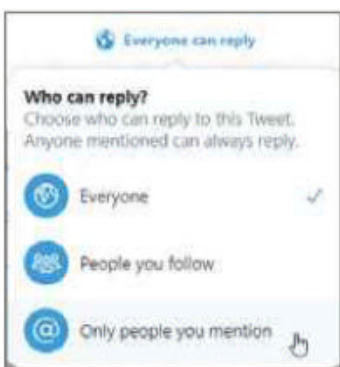 Everyone can reply
Who can reply?
Choose who can reply to this Tweet.
Anyone mentioned can always reply.
Everyone
People you follow
Only people you mention